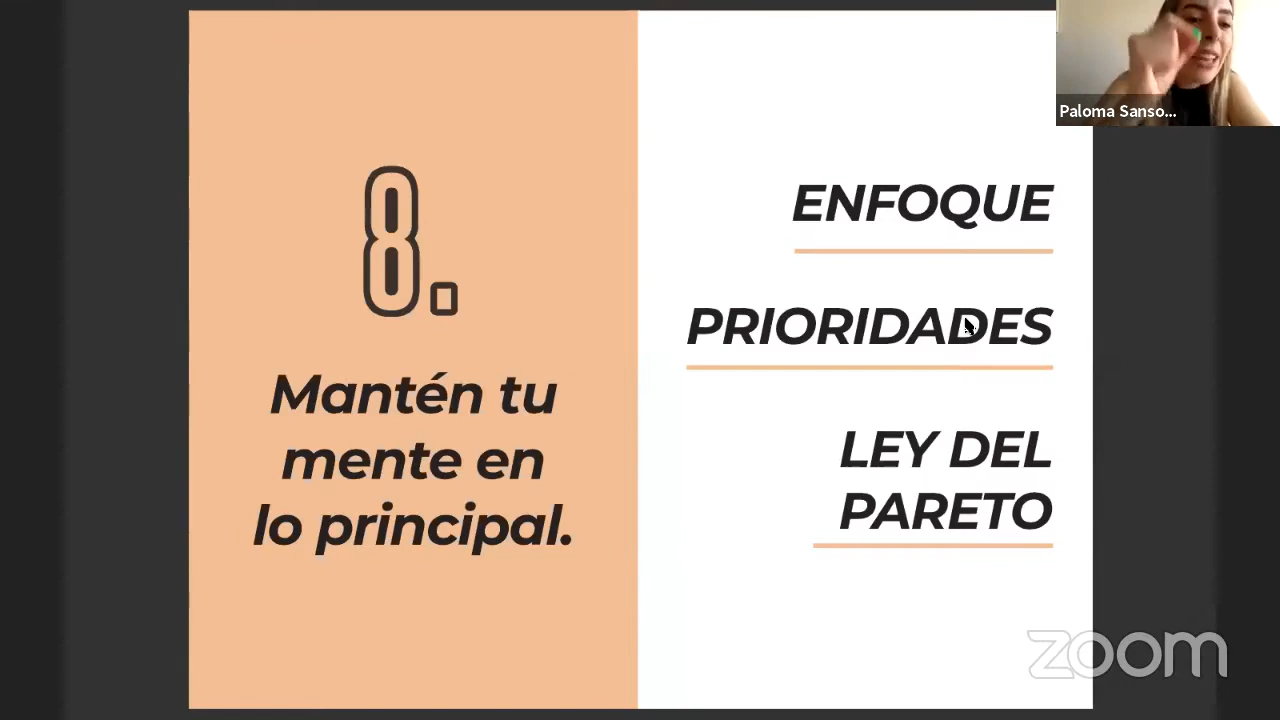 8.
Mantén tu
mente en
lo principal.
ENFOQUE
PRIORIDADES
LEY DEL
PARETO
Paloma Sanso...
zoom